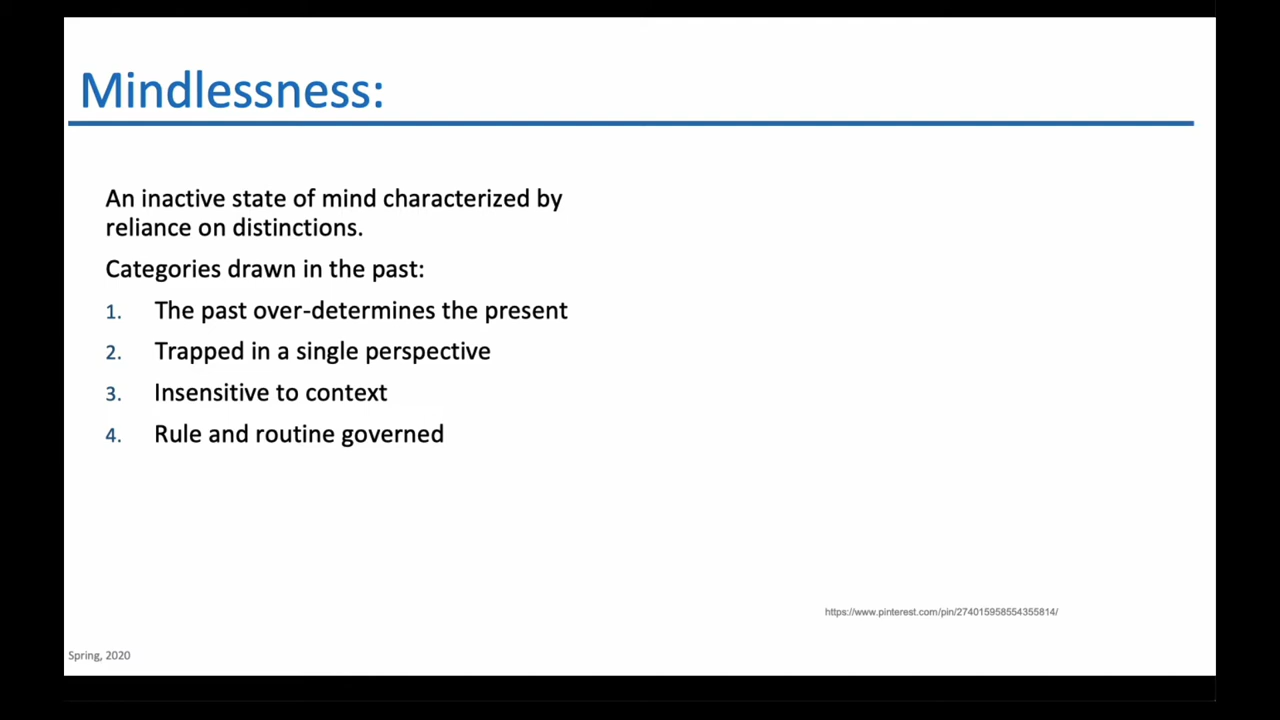 Mindlessness:
An inactive state of mind characterized by
reliance on distinctions.
Categories drawn in the past:
1. The past over-determines the present
2. Trapped in a single perspective
3. Insensitive to context
4. Rule and routine governed
https://www.pinterest.com/pin/274015958554355814/
Spring, 2020